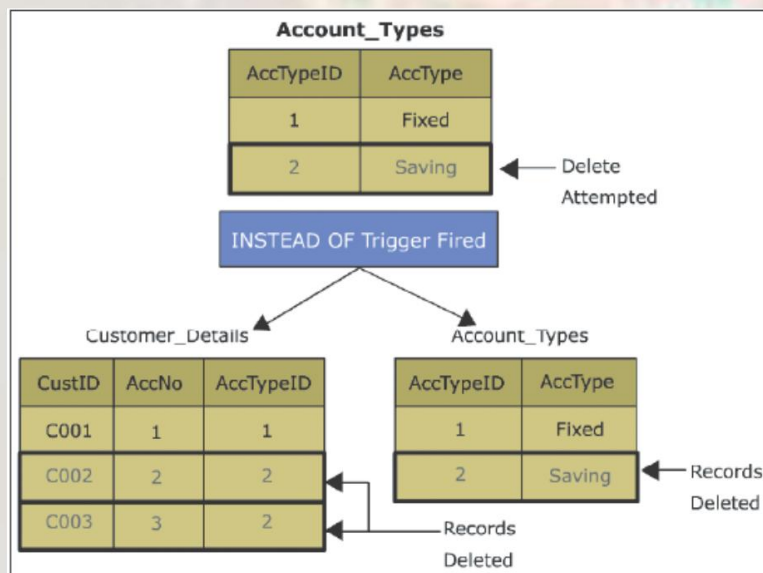 Account_Types
AccTypeID AccType
1 Fixed
2 Saving
Delete
Attempted
INSTEAD OF Trigger Fired
Customer_Details
CustID AccNo AccTypeID
C001 1 1
C002 2 2
C003 3 2
Records
Deleted
Account_Types
AccTypeID AccType
1 Fixed
2 Saving
Records
Deleted